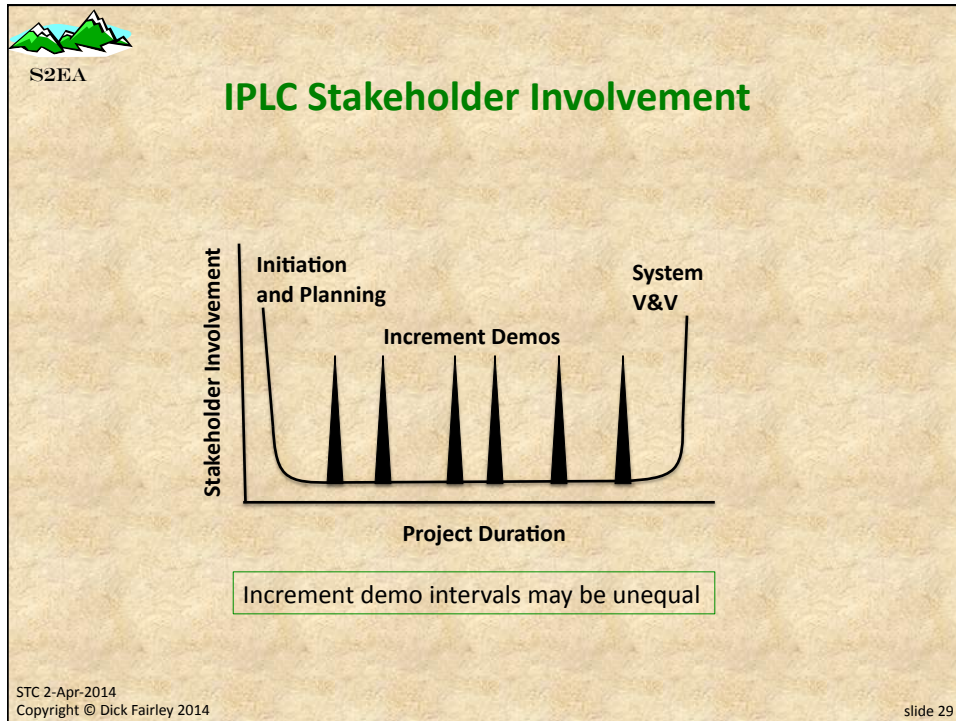 S2EA
IPLC Stakeholder Involvement
Stakeholder Involvement
Initiation
and Planning
Increment Demos
System
V&V
Project Duration
Increment demo intervals may be unequal
STC 2-Apr-2014
Copyright © Dick Fairley 2014
slide 29